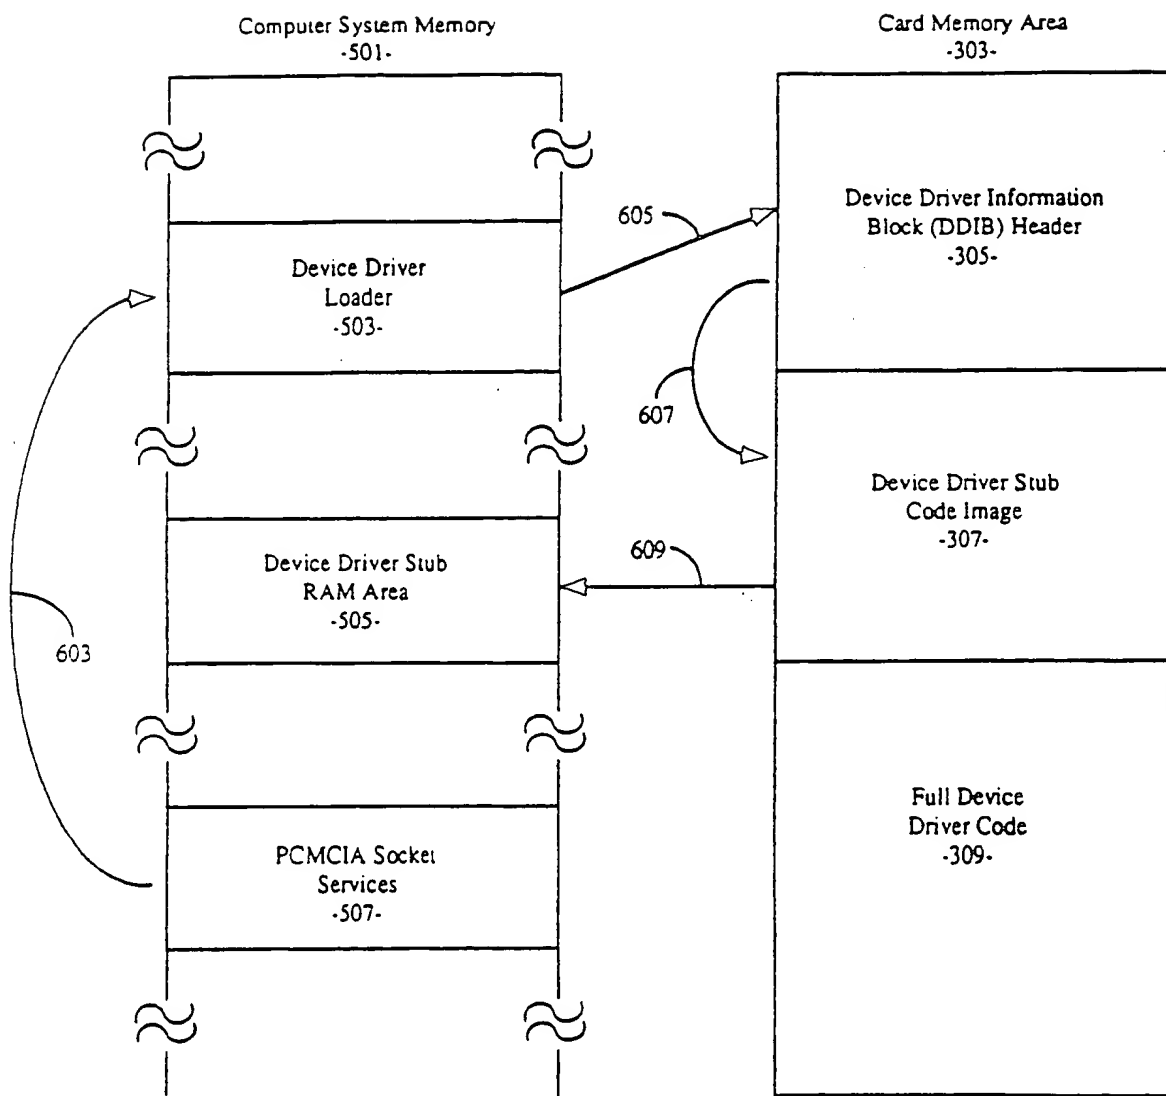 Computer System Memory
-501-
Card Memory Area
-303-
605
Device Driver Information
Block (DDIB) Header
-305-
Device Driver
Loader
-503-
607
Device Driver Stub
Code Image
-307-
609
Device Driver Stub
RAM Area
-505-
603
Full Device
Driver Code
-309-
PCMCIA Socket
Services
-507-